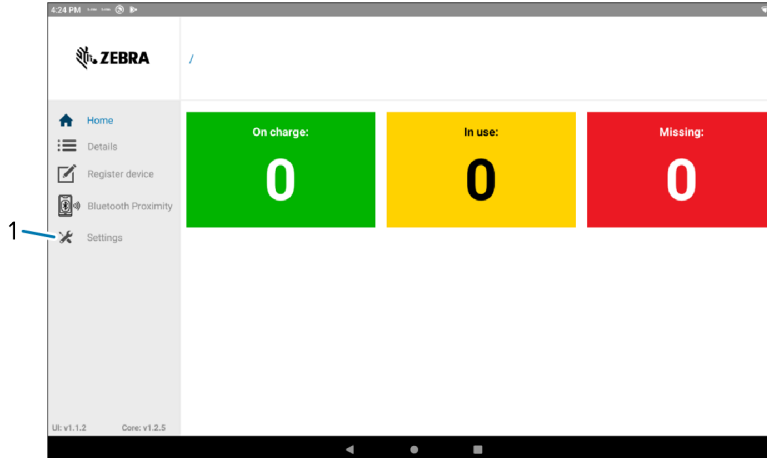 4:24 PM
ZEBRA
/
Home
Details
Register device
Bluetooth Proximity
1
Settings
On charge:
0
In use:
0
Missing:
0
UI: v1.1.2
Core: v1.2.5